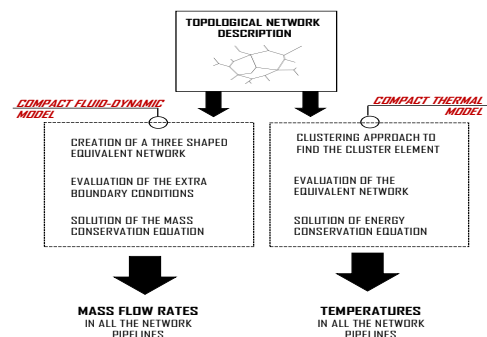 TOPOLOGICAL NETWORK
DESCRIPTION
COMPACT FLUID-DYNAMIC
MODEL
CREATION OF A THREE SHAPED
EQUIVALENT NETWORK
EVALUATION OF THE EXTRA
BOUNDARY CONDITIONS
SOLUTION OF THE MASS
CONSERVATION EQUATION
MASS FLOW RATES
IN ALL THE NETWORK
PIPELINES
COMPACT THERMAL
MODEL
CLUSTERING APPROACH TO
FIND THE CLUSTER ELEMENT
EVALUATION OF THE
EQUIVALENT NETWORK
SOLUTION OF ENERGY
CONSERVATION EQUATION
TEMPERATURES
IN ALL THE NETWORK
PIPELINES